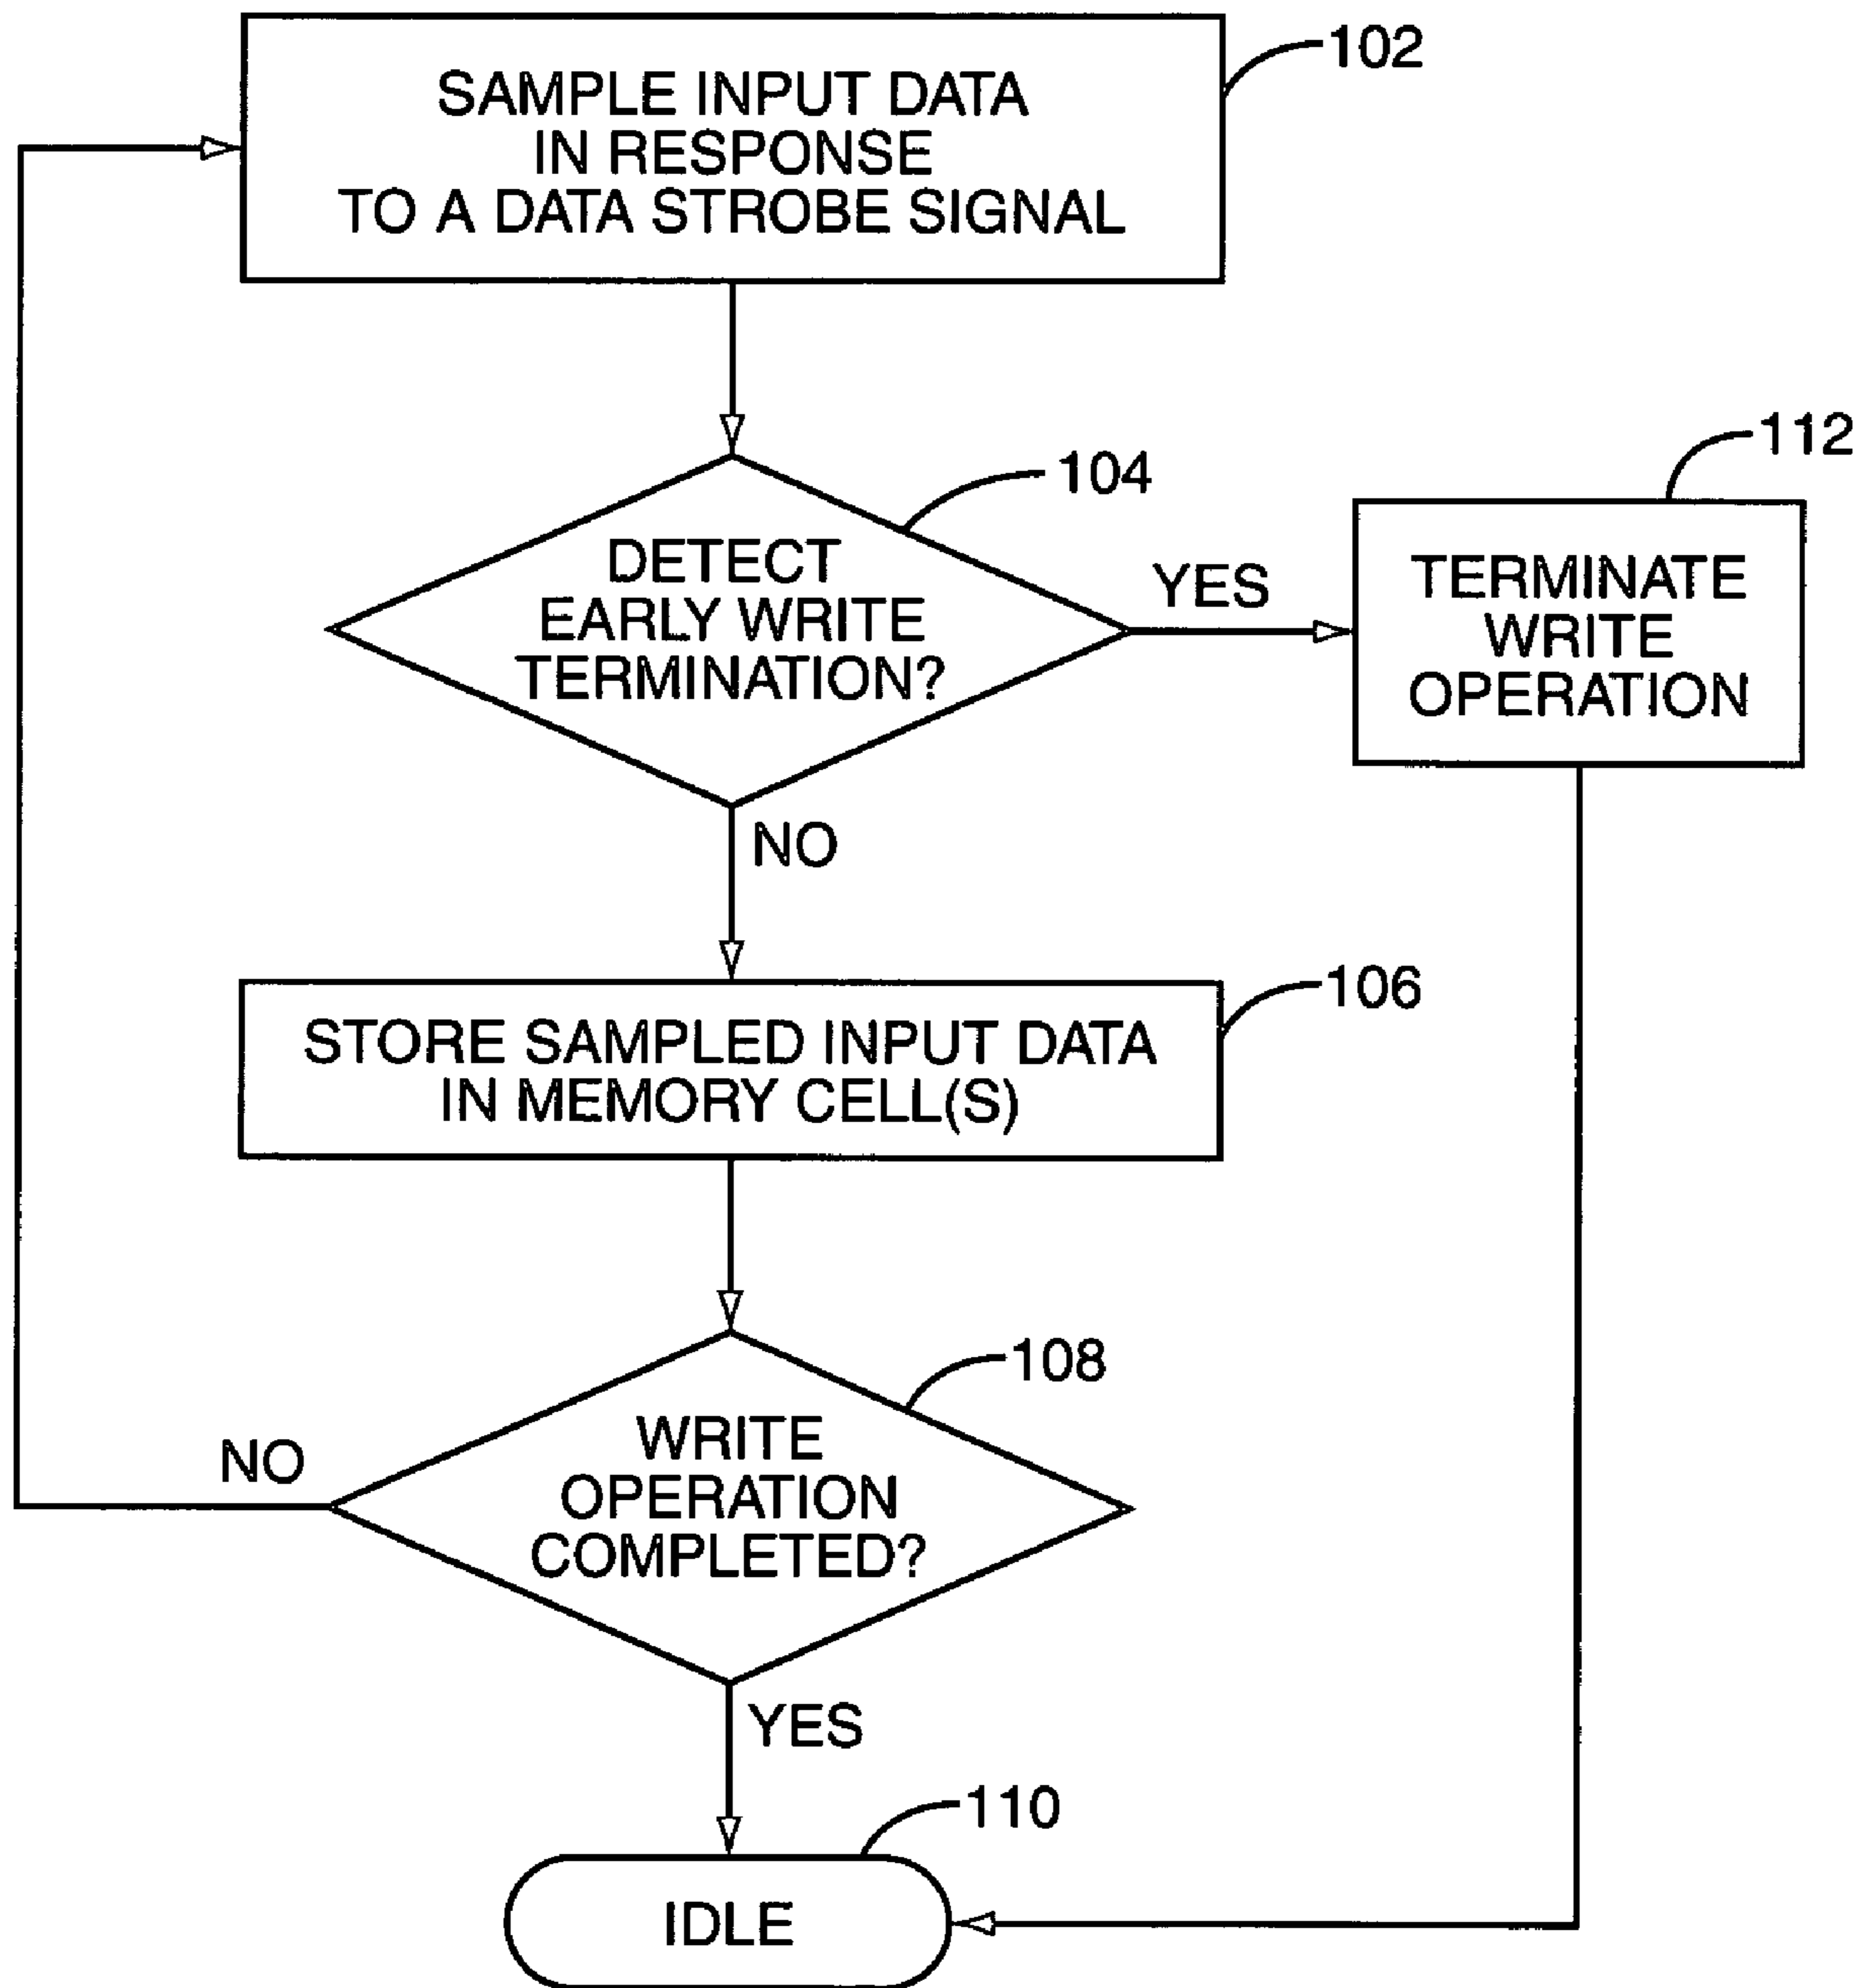 102
SAMPLE INPUT DATA
IN RESPONSE
TO A DATA STROBE SIGNAL
104
112
DETECT
EARLY WRITE
TERMINATION?
YES
TERMINATE
WRITE
OPERATION
NO
106
STORE SAMPLED INPUT DATA
IN MEMORY CELL(S)
108
WRITE
OPERATION
COMPLETED?
NO
YES
110
IDLE